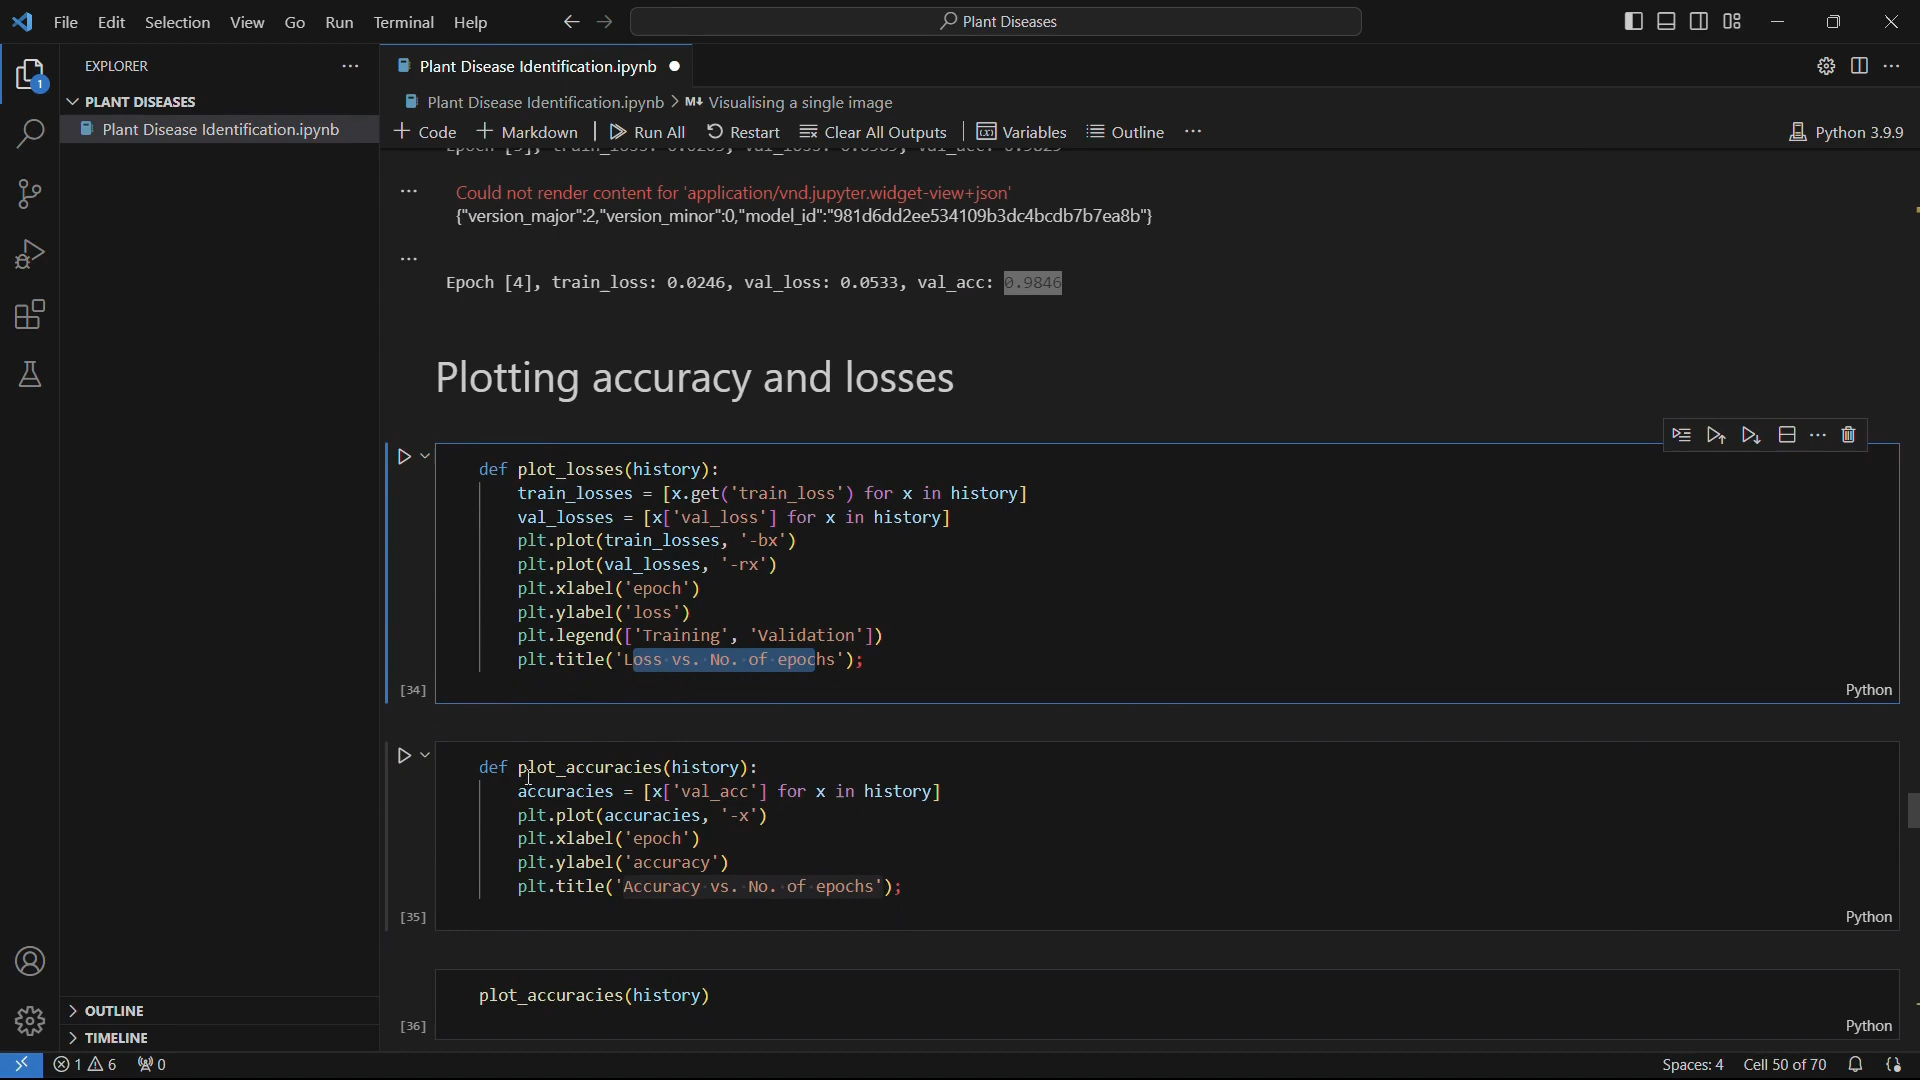 File Edit Selection View Go Run Terminal Help
Plant Diseases
EXPLORER
Plant Disease Identification.ipynb
PLANT DISEASES
Plant Disease Identification.ipynb > M↓ Visualising a single image
Plant Disease Identification.ipynb
+ Code + Markdown Run All Restart Clear All Outputs Variables Outline ... Python 3.9.9
Could not render content for 'application/vnd.jupyter.widget-view+json'
{"version_major":2,"version_minor":0,"model_id":"981d6dd2ee534109b3dc4bcdb7b7ea8b"}
Epoch [4], train_loss: 0.0246, val_loss: 0.0533, val_acc: 0.9846
Plotting accuracy and losses
def plot_losses(history):
train_losses = [x.get('train_loss') for x in history]
val_losses = [x['val_loss'] for x in history]
plt.plot(train_losses, '-bx')
plt.plot(val_losses, '-rx')
plt.xlabel('epoch')
plt.ylabel('loss')
plt.legend(['Training', 'Validation'])
plt.title('Loss vs. No. of epochs');
[34] Python
def plot_accuracies(history):
accuracies = [x['val_acc'] for x in history]
plt.plot(accuracies, '-x')
plt.xlabel('epoch')
plt.ylabel('accuracy')
plt.title('Accuracy vs. No. of epochs');
[35] Python
plot_accuracies(history)
[36] Python
OUTLINE
TIMELINE
1 6 0 Spaces: 4 Cell 50 of 70